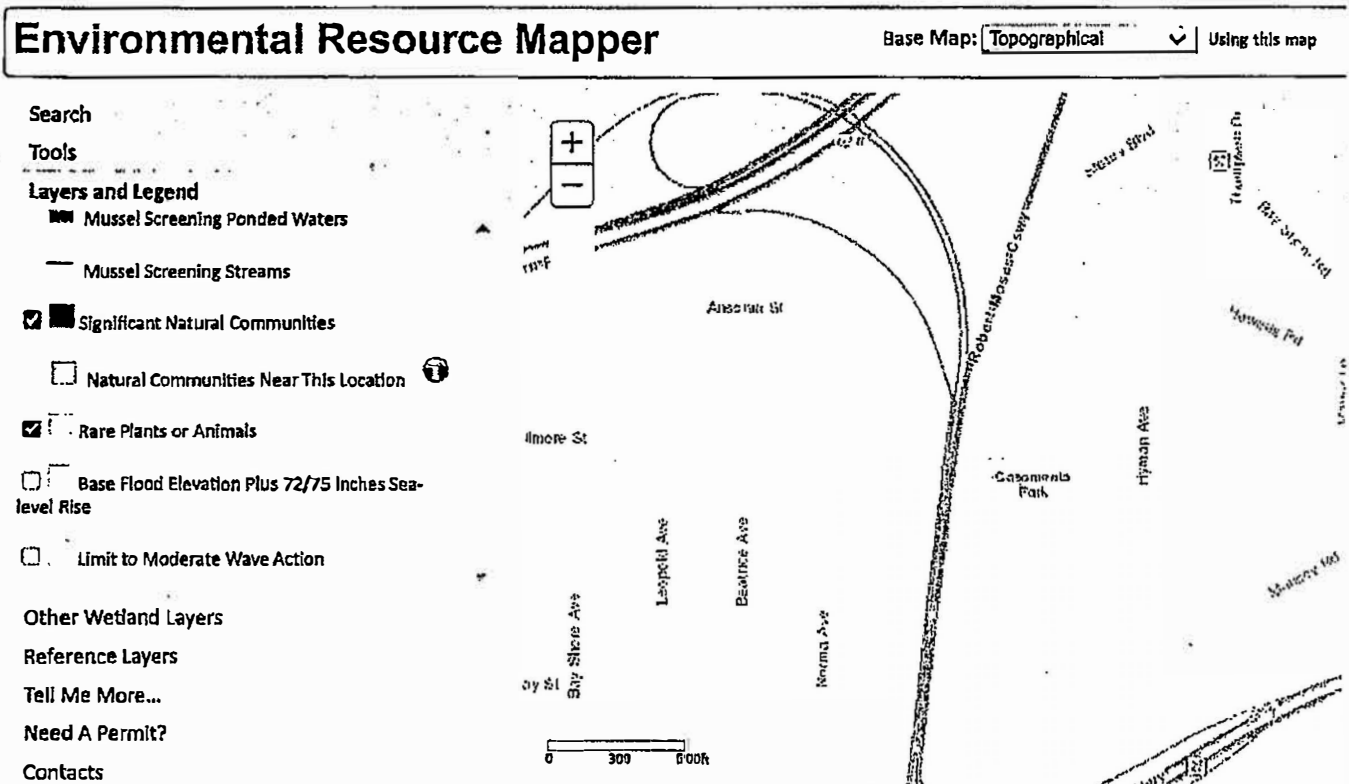 Environmental Resource Mapper
Base Map: Topographical
Using this map
Search
Tools
Layers and Legend
Mussel Screening Ponded Waters
Mussel Screening Streams
Significant Natural Communities
Natural Communities Near This Location
Rare Plants or Animals
Base Flood Elevation Plus 72/75 Inches Sea-
level Rise
Limit to Moderate Wave Action
Other Wetland Layers
Reference Layers
Tell Me More...
Need A Permit?
Contacts
+
−
Robert Moses Cswy
lmore St
Hyman Ave
Casamento
Park
Leopold Ave
Beatrice Ave
Bay Shore Ave
Norma Ave
ay St
0 300 600ft